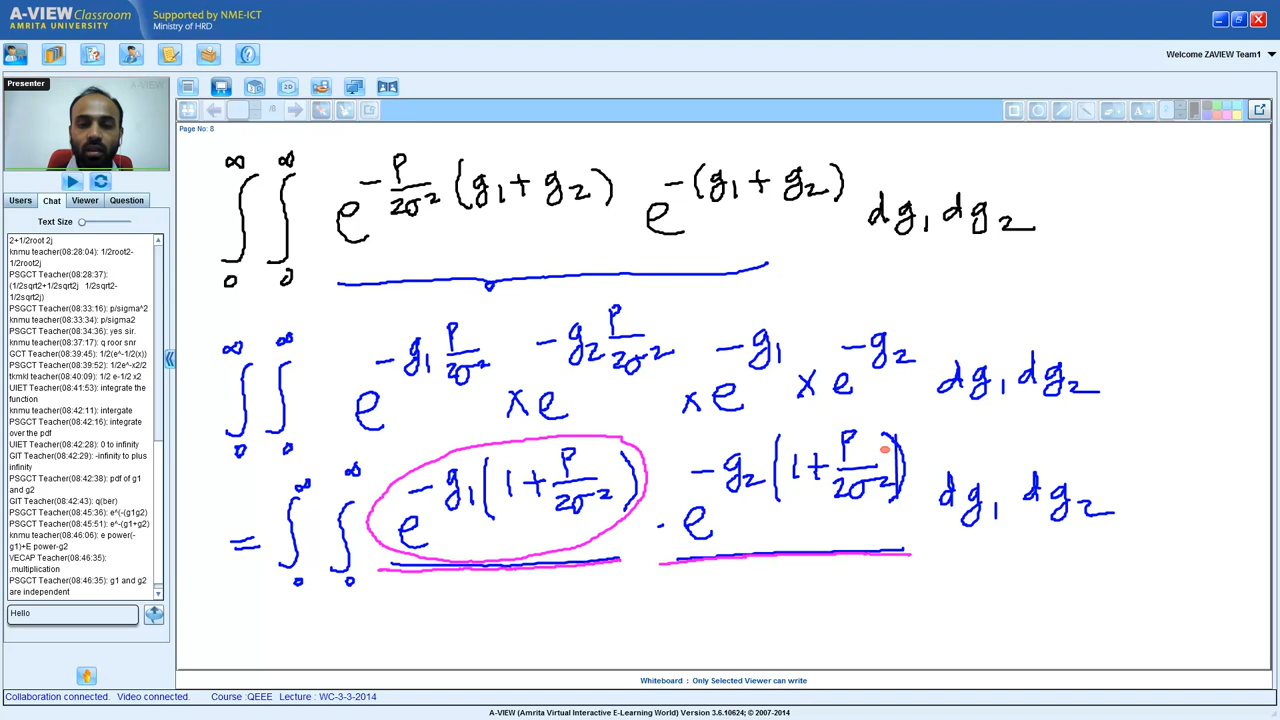 A-VIEW Classroom
AMRITA UNIVERSITY
Supported by NME-ICT
Ministry of HRD
Welcome ZAVIEW Team1
Presenter
A-VIEW
2D
/8
A
2
Page No: 8
Users Chat Viewer Question
Text Size
2+1/2root 2j
knmu teacher(08:28:04): 1/2root2-
1/2root2j
PSGCT Teacher(08:28:37):
(1/2sqrt2+1/2sqrt2j 1/2sqrt2-
1/2sqrt2j)
PSGCT Teacher(08:33:16): p/sigma^2
knmu teacher(08:33:34): p/sigma2
PSGCT Teacher(08:34:36): yes sir.
knmu teacher(08:37:17): q roor snr
GCT Teacher(08:39:45): 1/2(e^-1/2(x)
PSGCT Teacher(08:39:52): 1/2e^-x2/2
tkmkl teacher(08:40:09): 1/2 e-1/2 x2
UIET Teacher(08:41:53): integrate the
function
knmu teacher(08:42:11): intergate
PSGCT Teacher(08:42:16): integrate
over the pdf
UIET Teacher(08:42:28): 0 to infinity
GCT Teacher(08:42:29): -infinity to plus
infinity
PSGCT Teacher(08:42:29): pdf of g1
and g2
GIT Teacher(08:42:43): q(ber)
PSGCT Teacher(08:45:36): e^(-(g1g2)
PSGCT Teacher(08:45:51): e^-(g1+g2)
knmu teacher(08:46:06): e power(-
g1)+E power-g2
VECAP Teacher(08:46:35):
.multiplication
PSGCT Teacher(08:46:35): g1 and g2
are independent
Hello
∫₀^∞ ∫₀^∞ e^{-P/2σ² (g₁+g₂)} e^{-(g₁+g₂)} dg₁ dg₂
∫₀^∞ ∫₀^∞ e^{-g₁ P/2σ²} × e^{-g₂ P/2σ²} × e^{-g₁} × e^{-g₂} dg₁ dg₂
= ∫₀^∞ ∫₀^∞ e^{-g₁(1+P/2σ²)} · e^{-g₂(1+P/2σ²)} dg₁ dg₂
Whiteboard : Only Selected Viewer can write
Collaboration connected. Video connected. Course :QEEE Lecture : WC-3-3-2014
A-VIEW (Amrita Virtual Interactive E-Learning World) Version 3.6.10624; © 2007-2014